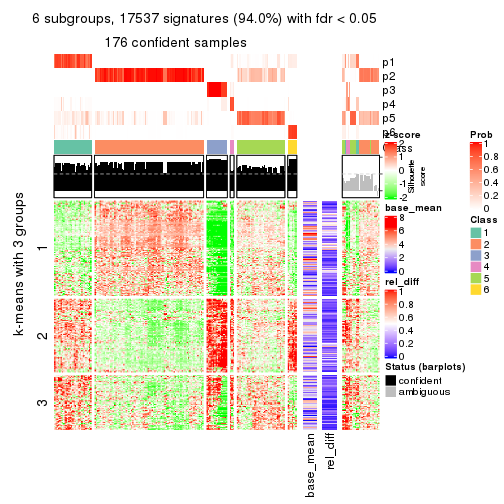 6 subgroups, 17537 signatures (94.0%) with fdr < 0.05
176 confident samples
p1
p2
p3
p4
p5
p6
Class
z-score
2
1
0
-1
-2
Silhouette
score
Prob
1
0.8
0.6
0.4
0.2
0
Class
1
2
3
4
5
6
base_mean
8
6
4
2
0
rel_diff
1
0.8
0.6
0.4
0.2
0
Status (barplots)
confident
ambiguous
k-means with 3 groups
1
2
3
base_mean
rel_diff